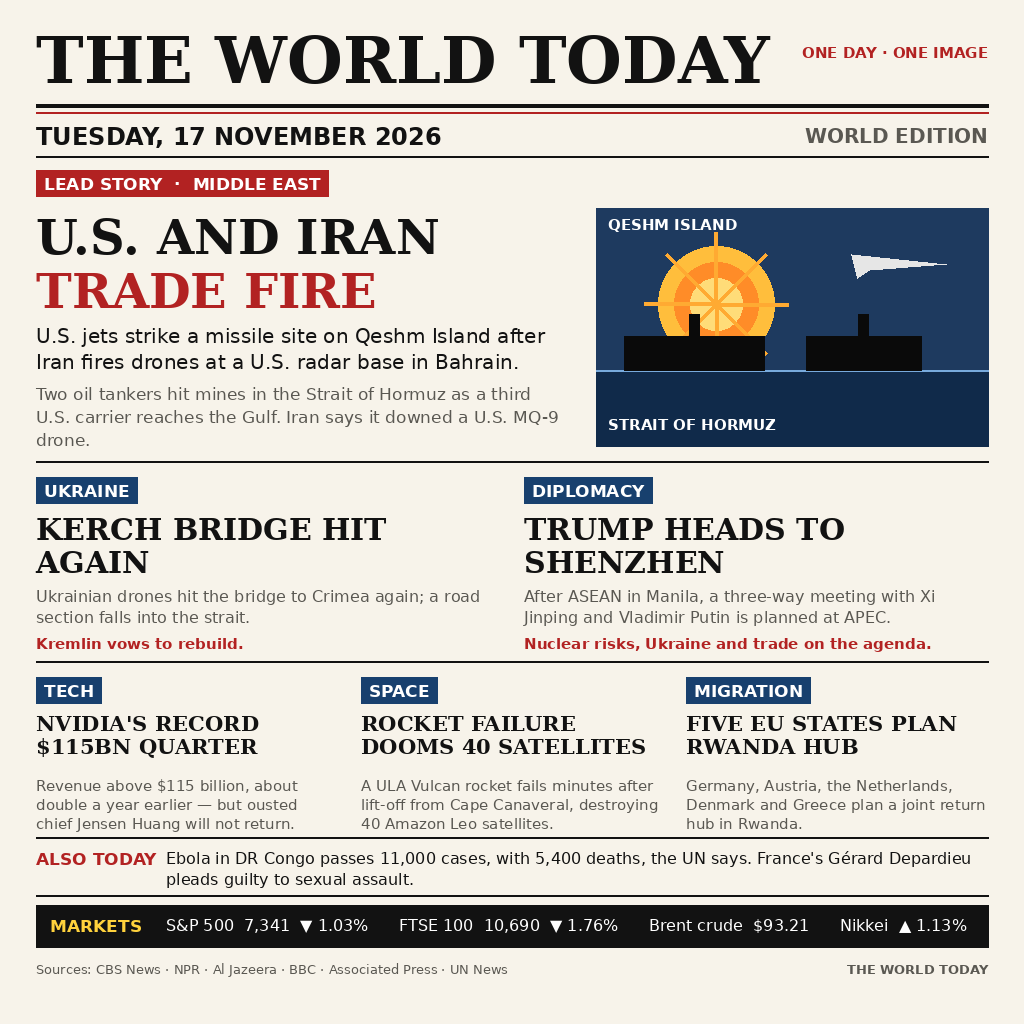 THE WORLD TODAY
ONE DAY · ONE IMAGE
TUESDAY, 17 NOVEMBER 2026
WORLD EDITION
LEAD STORY · MIDDLE EAST
U.S. AND IRAN
TRADE FIRE
U.S. jets strike a missile site on Qeshm Island after
Iran fires drones at a U.S. radar base in Bahrain.
Two oil tankers hit mines in the Strait of Hormuz as a third
U.S. carrier reaches the Gulf. Iran says it downed a U.S. MQ-9
drone.
QESHM ISLAND
STRAIT OF HORMUZ
UKRAINE
KERCH BRIDGE HIT
AGAIN
Ukrainian drones hit the bridge to Crimea again; a road
section falls into the strait.
Kremlin vows to rebuild.
DIPLOMACY
TRUMP HEADS TO
SHENZHEN
After ASEAN in Manila, a three-way meeting with Xi
Jinping and Vladimir Putin is planned at APEC.
Nuclear risks, Ukraine and trade on the agenda.
TECH
NVIDIA'S RECORD
$115BN QUARTER
Revenue above $115 billion, about
double a year earlier — but ousted
chief Jensen Huang will not return.
SPACE
ROCKET FAILURE
DOOMS 40 SATELLITES
A ULA Vulcan rocket fails minutes after
lift-off from Cape Canaveral, destroying
40 Amazon Leo satellites.
MIGRATION
FIVE EU STATES PLAN
RWANDA HUB
Germany, Austria, the Netherlands,
Denmark and Greece plan a joint return
hub in Rwanda.
ALSO TODAY
Ebola in DR Congo passes 11,000 cases, with 5,400 deaths, the UN says. France's Gérard Depardieu
pleads guilty to sexual assault.
MARKETS S&P 500 7,341 ▼ 1.03% FTSE 100 10,690 ▼ 1.76% Brent crude $93.21 Nikkei ▲ 1.13%
Sources: CBS News · NPR · Al Jazeera · BBC · Associated Press · UN News
THE WORLD TODAY